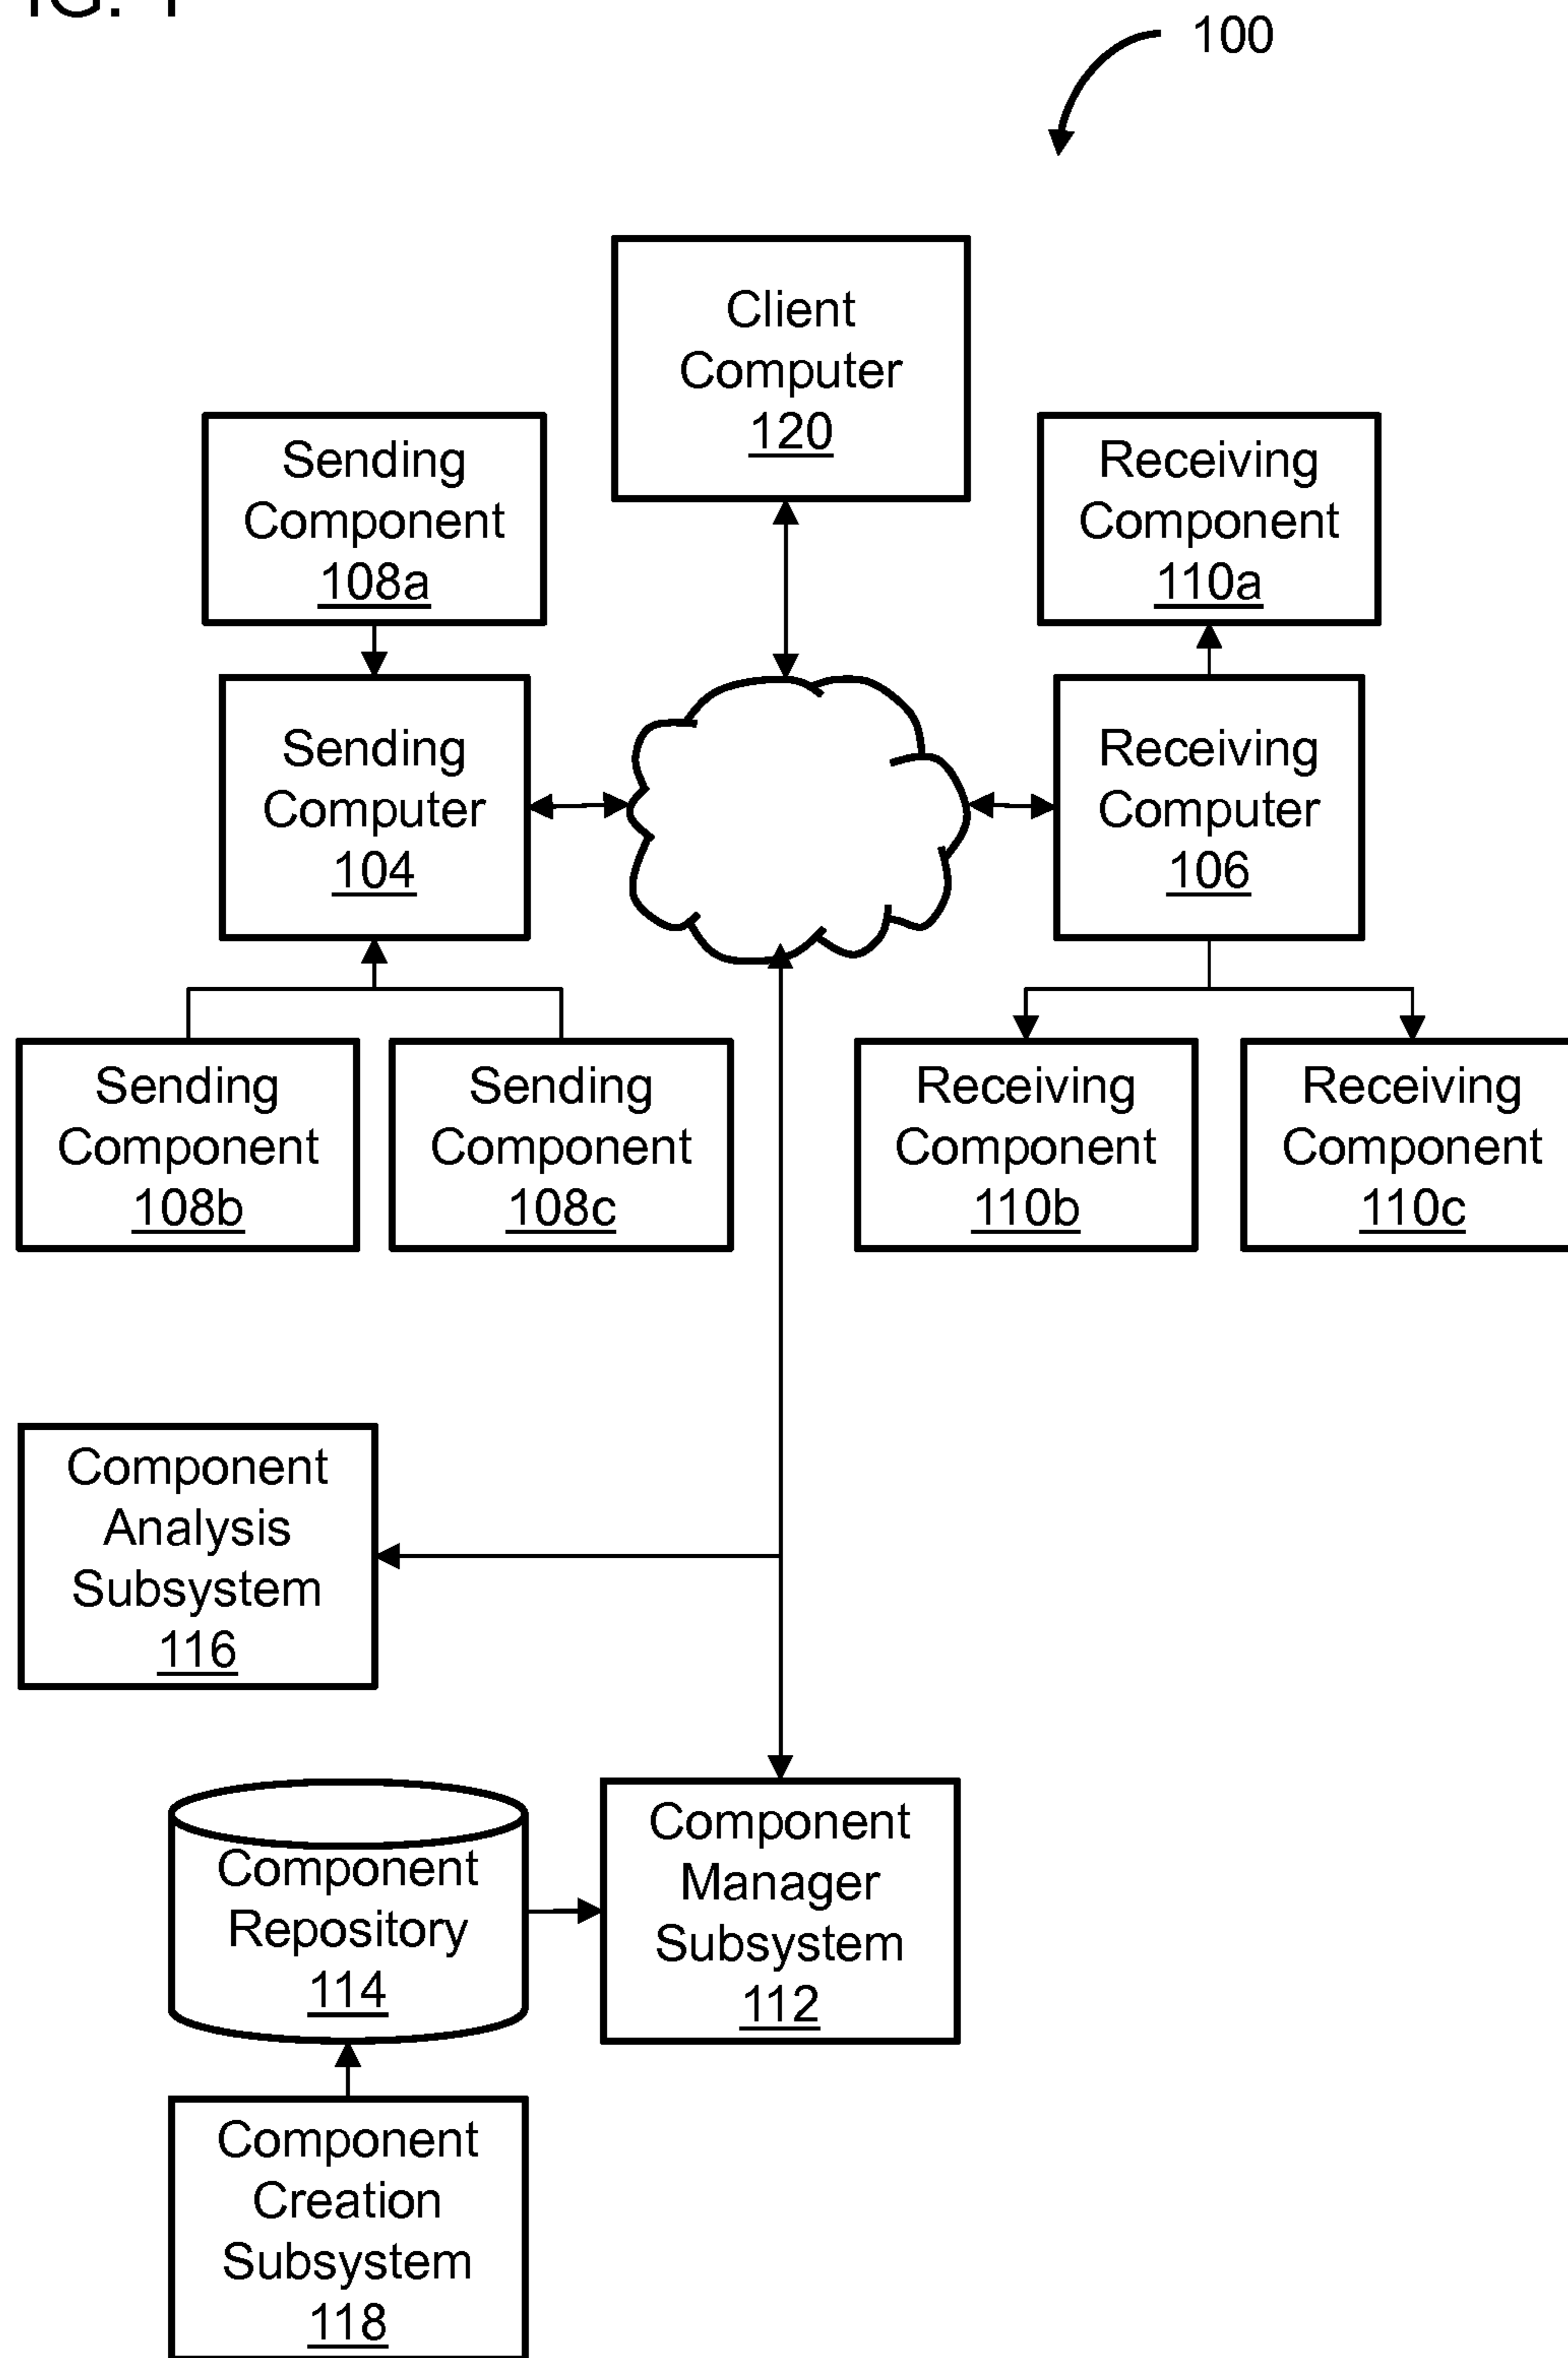 FIG. 1
100
Client
Computer
120
Sending
Component
108a
Receiving
Component
110a
Sending
Computer
104
Receiving
Computer
106
Sending
Component
108b
Sending
Component
108c
Receiving
Component
110b
Receiving
Component
110c
Component
Analysis
Subsystem
116
Component
Repository
114
Component
Manager
Subsystem
112
Component
Creation
Subsystem
118